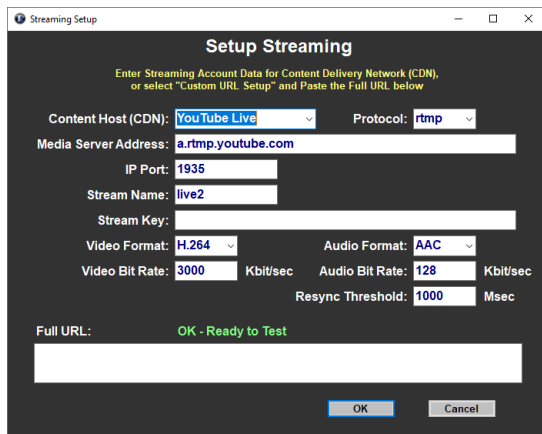 Streaming Setup
Setup Streaming
Enter Streaming Account Data for Content Delivery Network (CDN),
or select "Custom URL Setup" and Paste the Full URL below
Content Host (CDN): YouTube Live Protocol: rtmp
Media Server Address: a.rtmp.youtube.com
IP Port: 1935
Stream Name: live2
Stream Key:
Video Format: H.264 Audio Format: AAC
Video Bit Rate: 3000 Kbit/sec Audio Bit Rate: 128 Kbit/sec
Resync Threshold: 1000 Msec
Full URL: OK - Ready to Test
OK Cancel